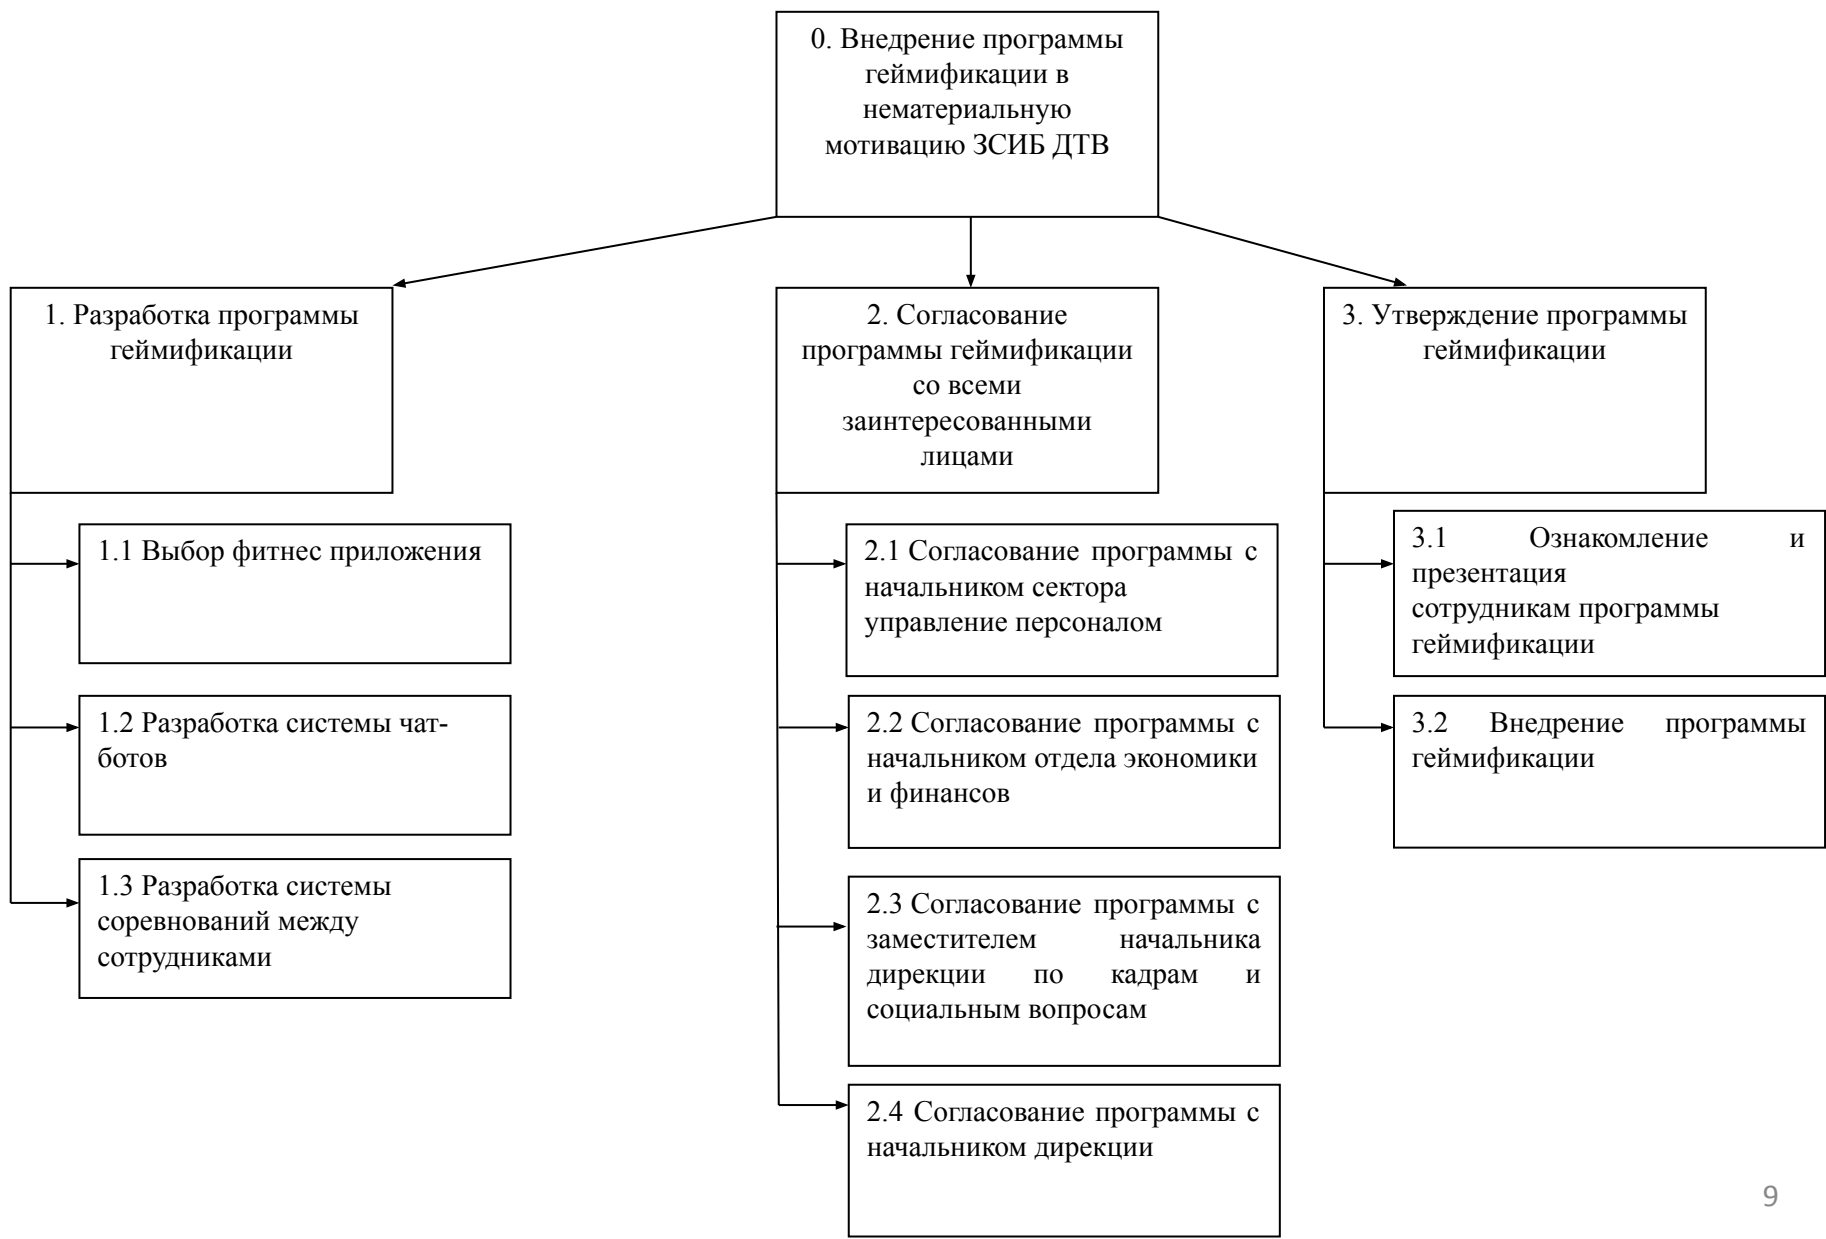 0. Внедрение программы
геймификации в
нематериальную
мотивацию ЗСИБ ДТВ
1. Разработка программы
геймификации
1.1 Выбор фитнес приложения
1.2 Разработка системы чат-
ботов
1.3 Разработка системы
соревнований между
сотрудниками
2. Согласование
программы геймификации
со всеми
заинтересованными
лицами
2.1 Согласование программы с
начальником сектора
управление персоналом
2.2 Согласование программы с
начальником отдела экономики
и финансов
2.3 Согласование программы с
заместителем начальника
дирекции по кадрам и
социальным вопросам
2.4 Согласование программы с
начальником дирекции
3. Утверждение программы
геймификации
3.1 Ознакомление и
презентация
сотрудникам программы
геймификации
3.2 Внедрение программы
геймификации
9